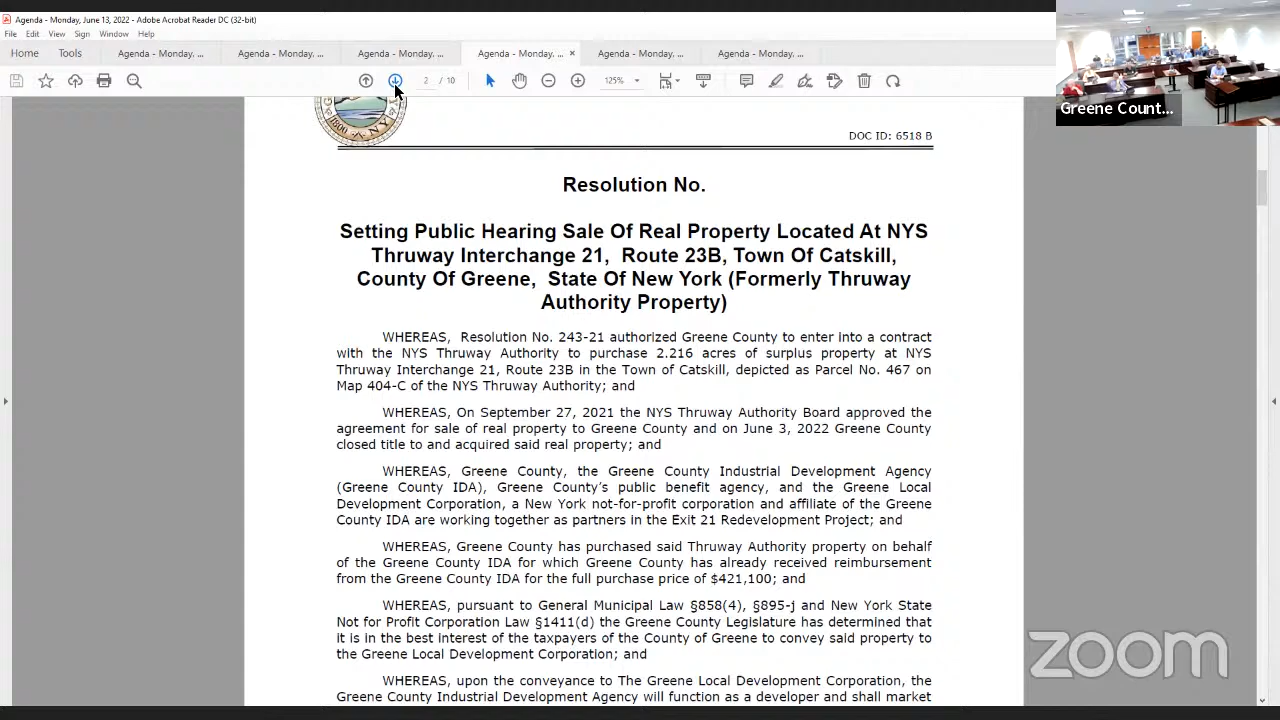 Agenda - Monday, June 13, 2022 - Adobe Acrobat Reader DC (32-bit)
File Edit View Sign Window Help
Home Tools Agenda - Monday, ... Agenda - Monday, ... Agenda - Monday, ... Agenda - Monday, ... × Agenda - Monday, ... Agenda - Monday, ...
2 / 10 125%
Greene Count...
1800 N Y
DOC ID: 6518 B
Resolution No.
Setting Public Hearing Sale Of Real Property Located At NYS
Thruway Interchange 21, Route 23B, Town Of Catskill,
County Of Greene, State Of New York (Formerly Thruway
Authority Property)
WHEREAS, Resolution No. 243-21 authorized Greene County to enter into a contract
with the NYS Thruway Authority to purchase 2.216 acres of surplus property at NYS
Thruway Interchange 21, Route 23B in the Town of Catskill, depicted as Parcel No. 467 on
Map 404-C of the NYS Thruway Authority; and
WHEREAS, On September 27, 2021 the NYS Thruway Authority Board approved the
agreement for sale of real property to Greene County and on June 3, 2022 Greene County
closed title to and acquired said real property; and
WHEREAS, Greene County, the Greene County Industrial Development Agency
(Greene County IDA), Greene County's public benefit agency, and the Greene Local
Development Corporation, a New York not-for-profit corporation and affiliate of the Greene
County IDA are working together as partners in the Exit 21 Redevelopment Project; and
WHEREAS, Greene County has purchased said Thruway Authority property on behalf
of the Greene County IDA for which Greene County has already received reimbursement
from the Greene County IDA for the full purchase price of $421,100; and
WHEREAS, pursuant to General Municipal Law §858(4), §895-j and New York State
Not for Profit Corporation Law §1411(d) the Greene County Legislature has determined that
it is in the best interest of the taxpayers of the County of Greene to convey said property to
the Greene Local Development Corporation; and
WHEREAS, upon the conveyance to The Greene Local Development Corporation, the
Greene County Industrial Development Agency will function as a developer and shall market
zoom